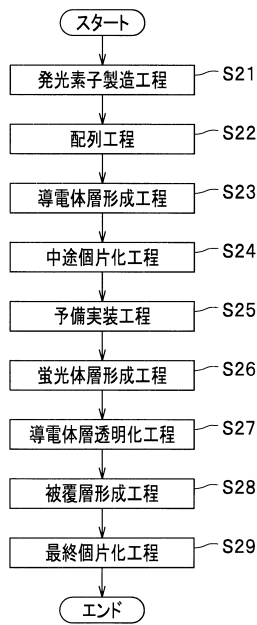 スタート
発光素子製造工程 S21
配列工程 S22
導電体層形成工程 S23
中途個片化工程 S24
予備実装工程 S25
蛍光体層形成工程 S26
導電体層透明化工程 S27
被覆層形成工程 S28
最終個片化工程 S29
エンド